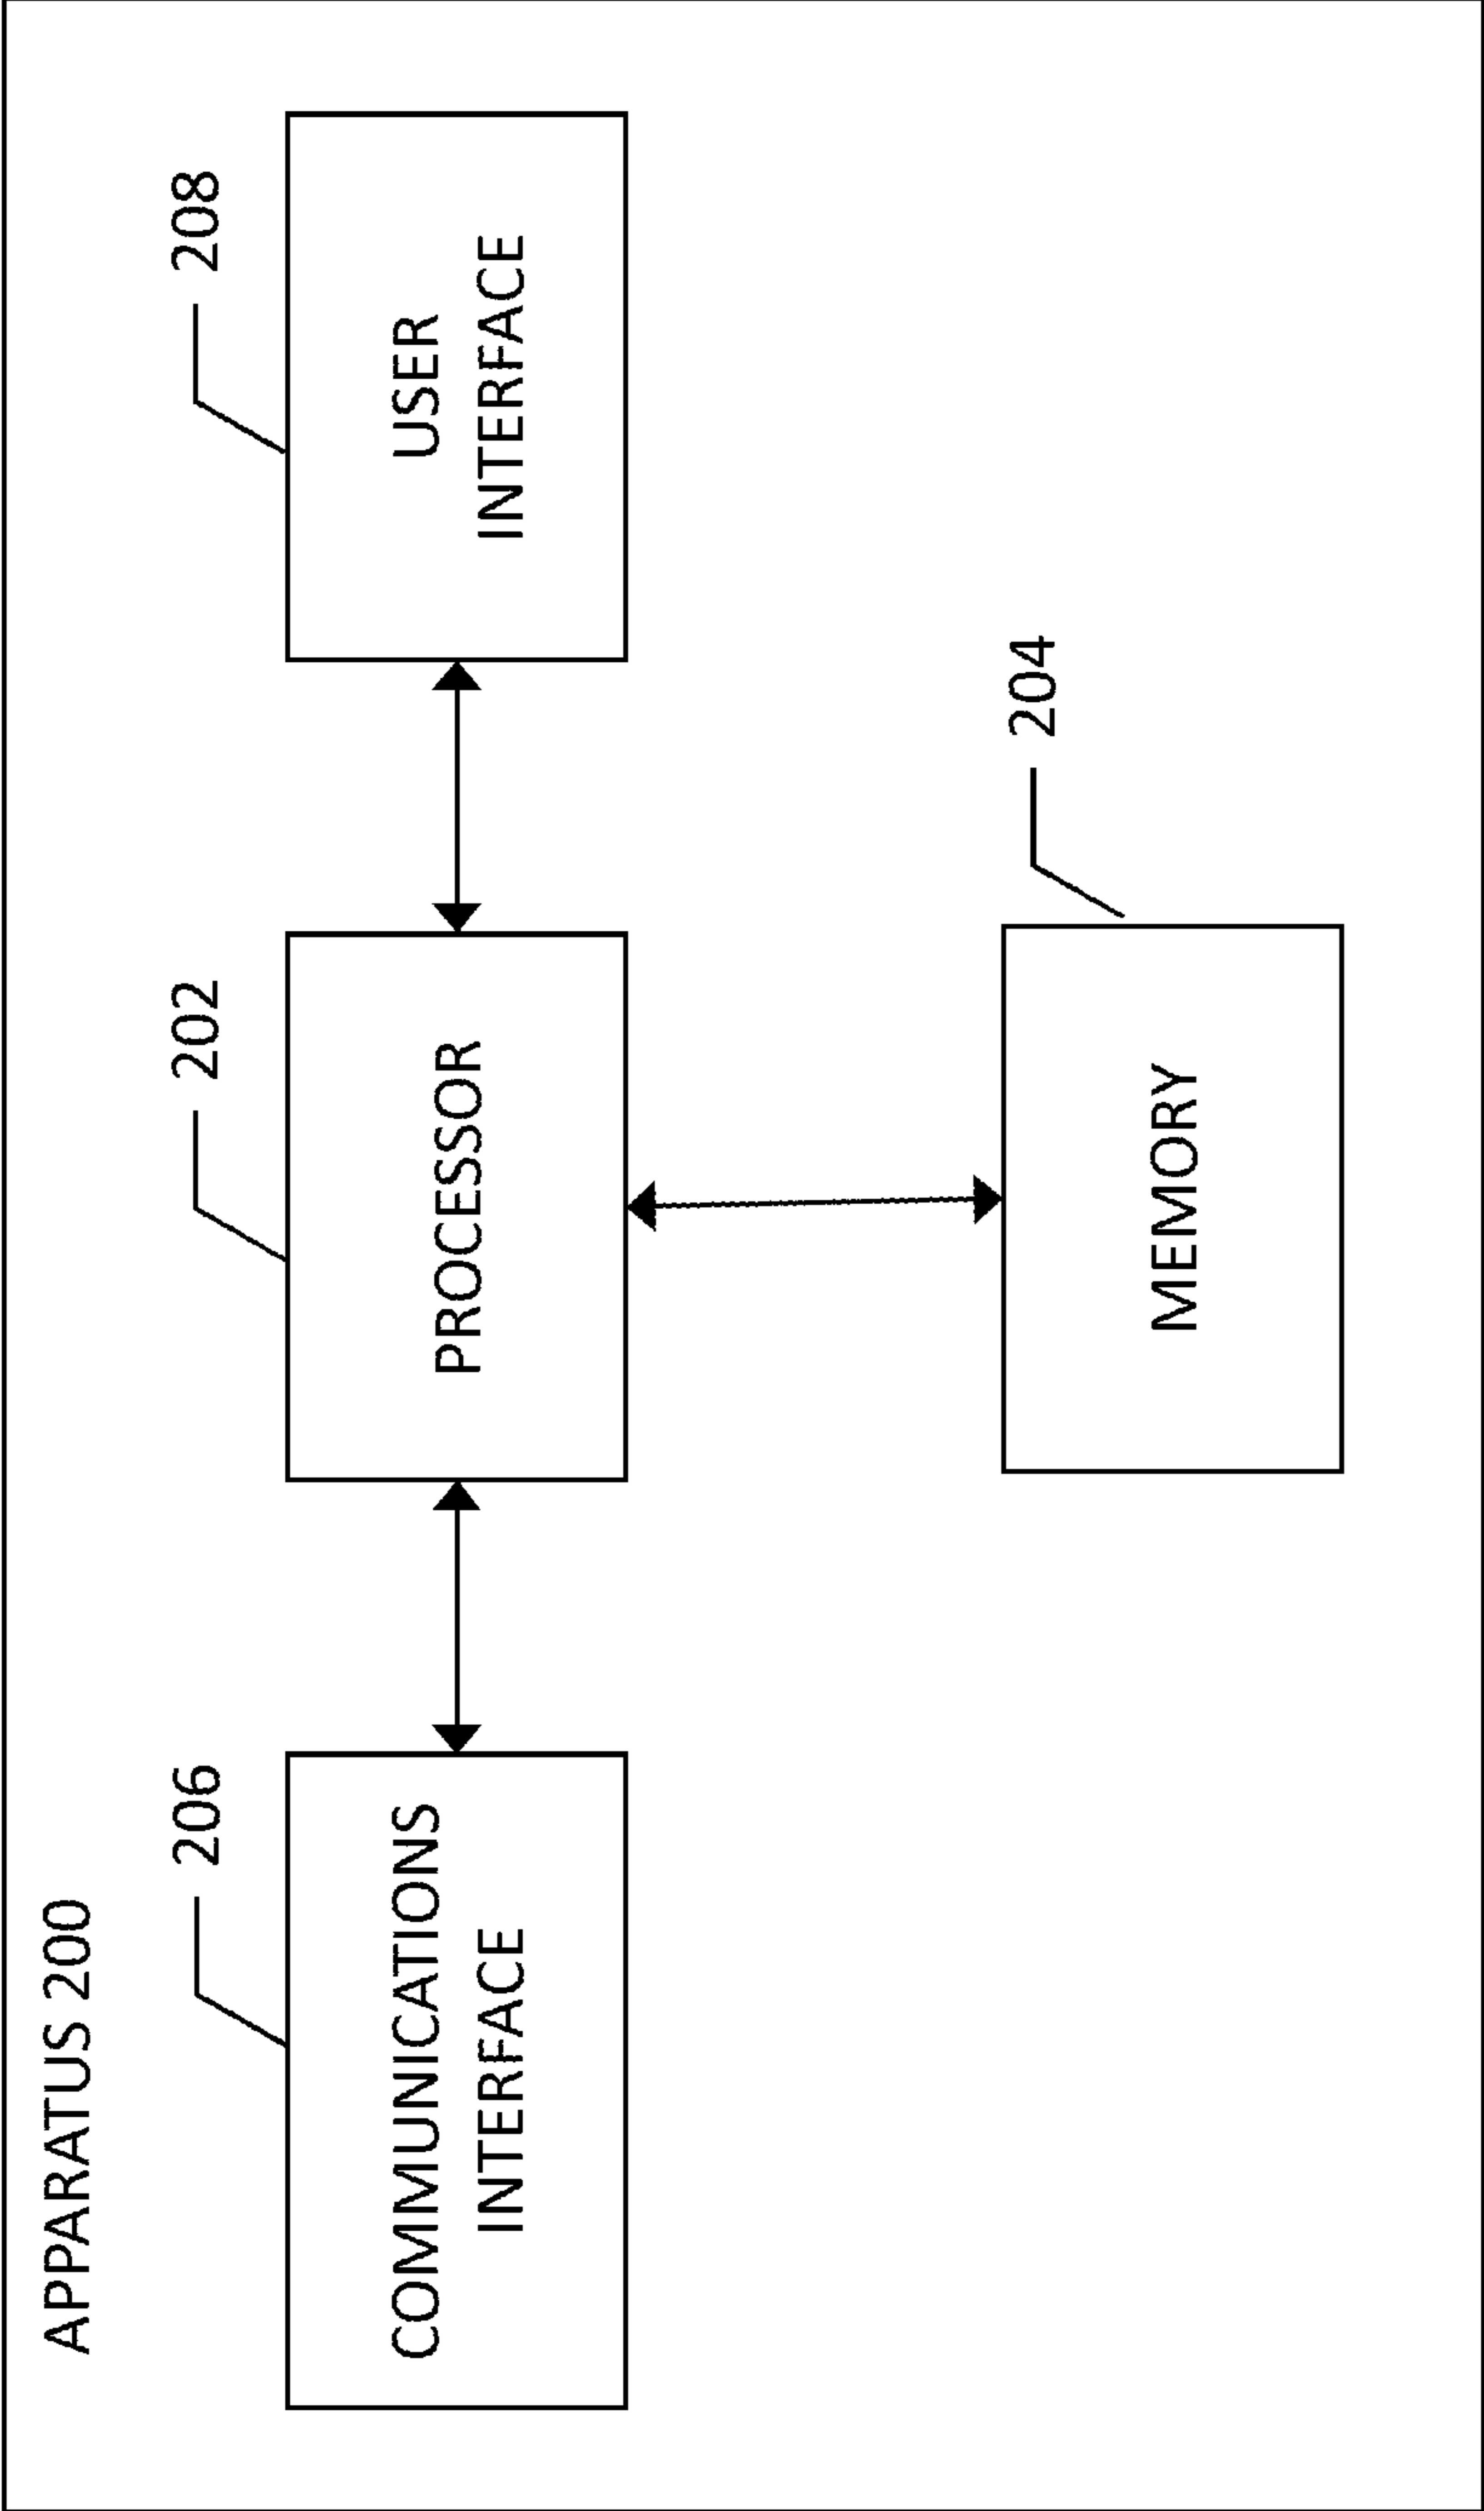 APPARATUS 200
206
COMMUNICATIONS
INTERFACE
202
PROCESSOR
208
USER
INTERFACE
204
MEMORY